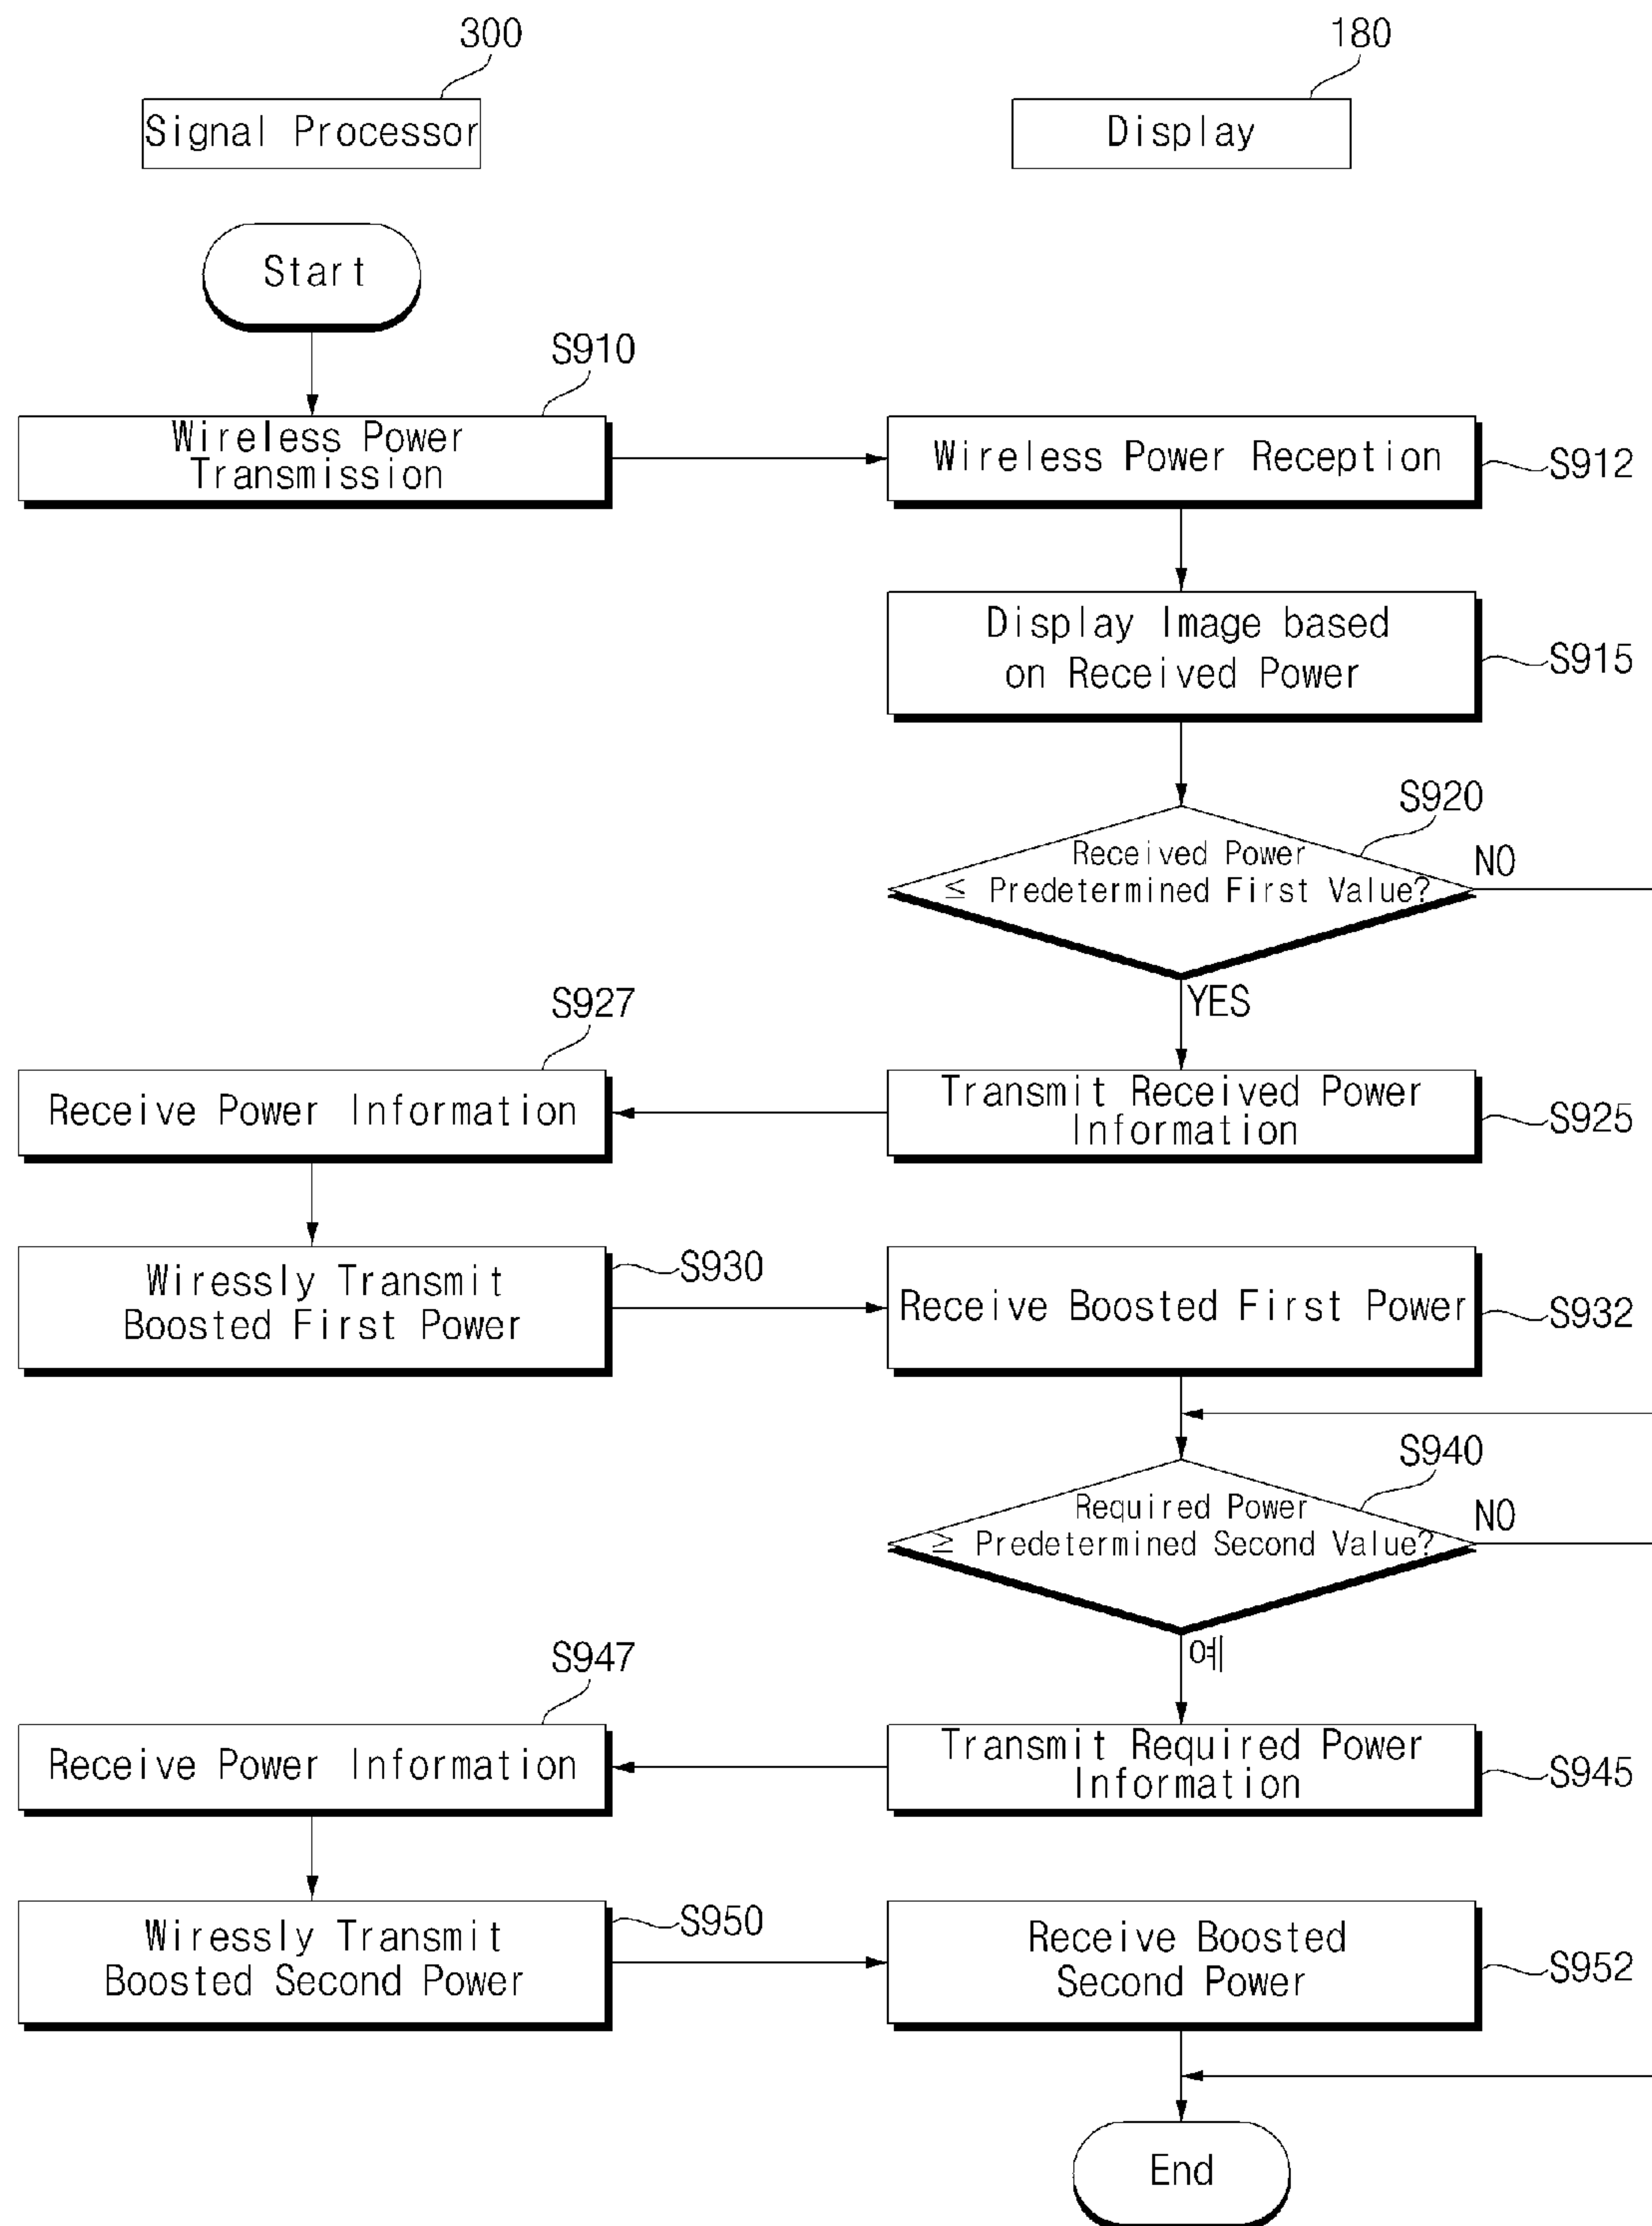 300
180
Signal Processor
Display
Start
S910
Wireless Power
Transmission
Wireless Power Reception
S912
Display Image based
on Received Power
S915
S920
Received Power
≤ Predetermined First Value?
NO
YES
S927
Receive Power Information
Transmit Received Power
Information
S925
Wiressly Transmit
Boosted First Power
S930
Receive Boosted First Power
S932
S940
Required Power
≥ Predetermined Second Value?
NO
예
S947
Receive Power Information
Transmit Required Power
Information
S945
Wiressly Transmit
Boosted Second Power
S950
Receive Boosted
Second Power
S952
End